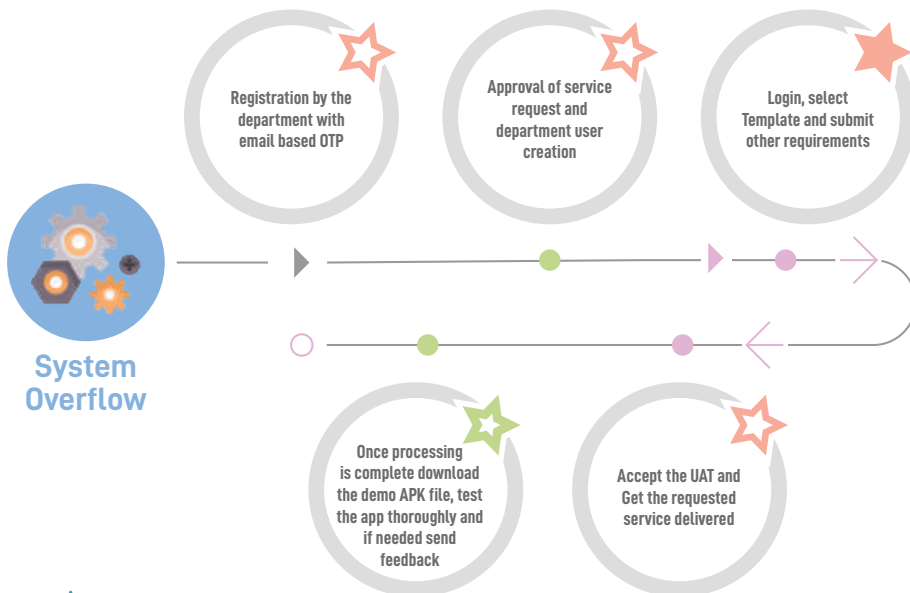 Registration by the
department with
email based OTP
Approval of service
request and
department user
creation
Login, select
Template and submit
other requirements
System
Overflow
Once processing
is complete download
the demo APK file, test
the app thoroughly and
if needed send
feedback
Accept the UAT and
Get the requested
service delivered